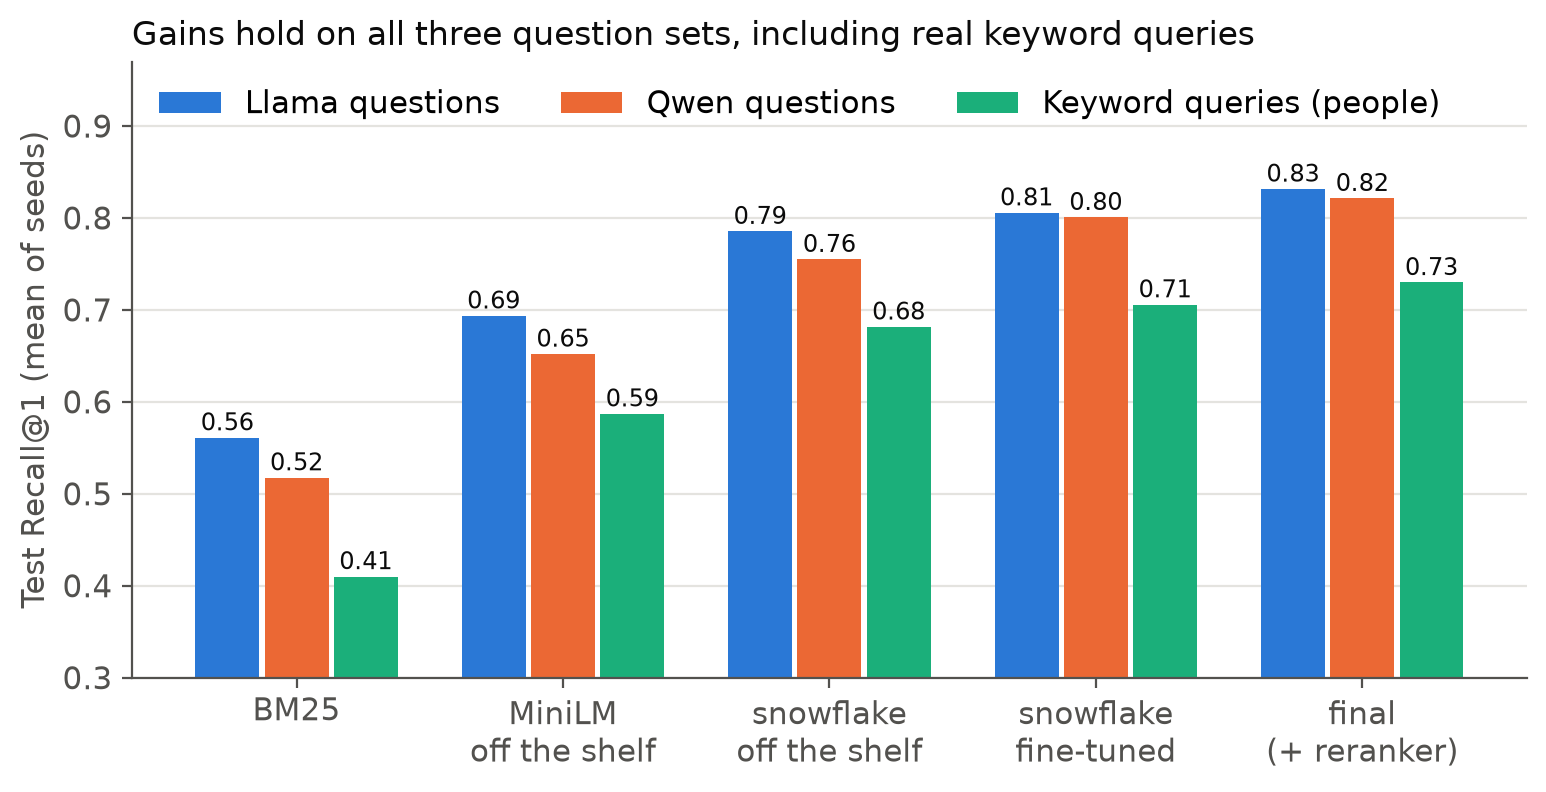 Gains hold on all three question sets, including real keyword queries
Llama questions
Qwen questions
Keyword queries (people)
Test Recall@1 (mean of seeds)
0.9
0.8
0.7
0.6
0.5
0.4
0.3
0.56
0.52
0.41
0.69
0.65
0.59
0.79
0.76
0.68
0.81
0.80
0.71
0.83
0.82
0.73
BM25
MiniLM
off the shelf
snowflake
off the shelf
snowflake
fine-tuned
final
(+ reranker)